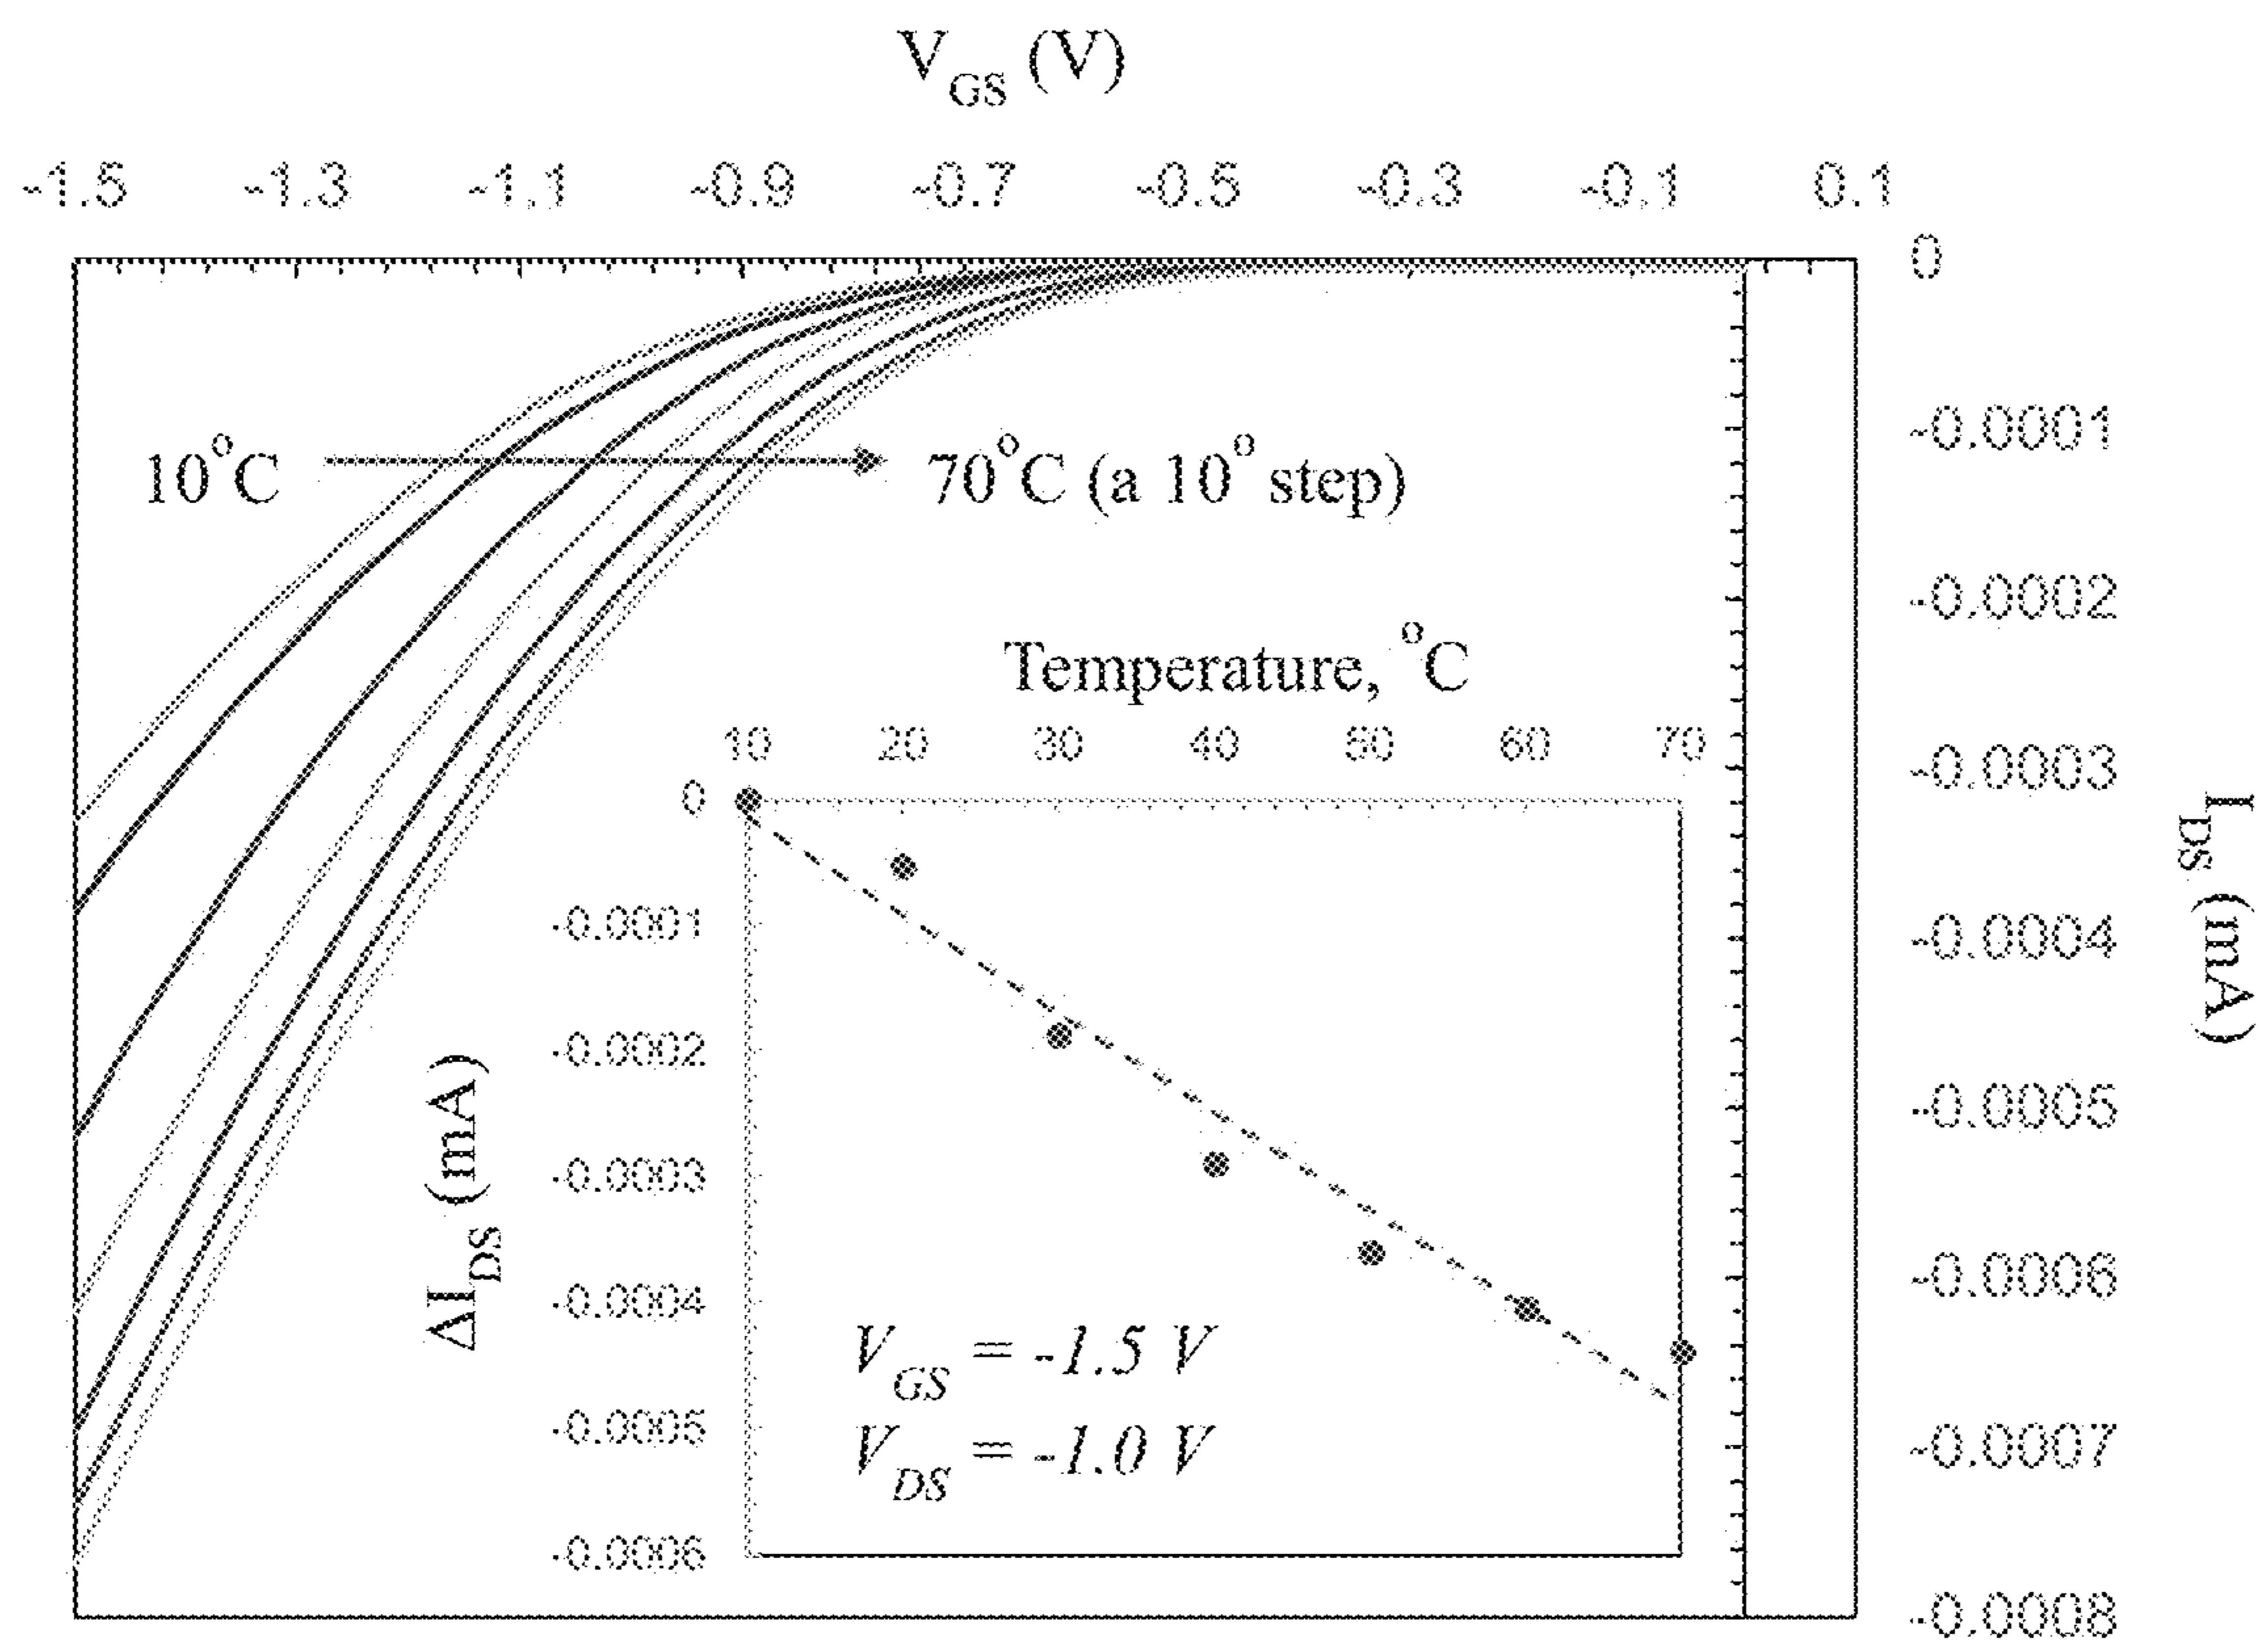 V_GS (V)
-1.5 -1.3 -1.1 -0.9 -0.7 -0.5 -0.3 -0.1 0.1
0
-0.0001
10°C 70°C (a 10° step)
-0.0002
Temperature, °C
10 20 30 40 50 60 70
-0.0003
0
-0.0001
-0.0002
-0.0003
-0.0004
-0.0005
-0.0006
ΔI_DS (mA)
V_GS = -1.5 V
V_DS = -1.0 V
-0.0004
-0.0005
-0.0006
-0.0007
-0.0008
I_DS (mA)